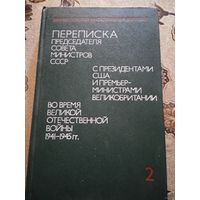 ПЕРЕПИСКА
ПРЕДСЕДАТЕЛЯ
СОВЕТА
МИНИСТРОВ
СССР
С ПРЕЗИДЕНТАМИ
США
И ПРЕМЬЕР-
МИНИСТРАМИ
ВЕЛИКОБРИТАНИИ
ВО ВРЕМЯ
ВЕЛИКОЙ
ОТЕЧЕСТВЕННОЙ
ВОЙНЫ
1941–1945 гг.
2